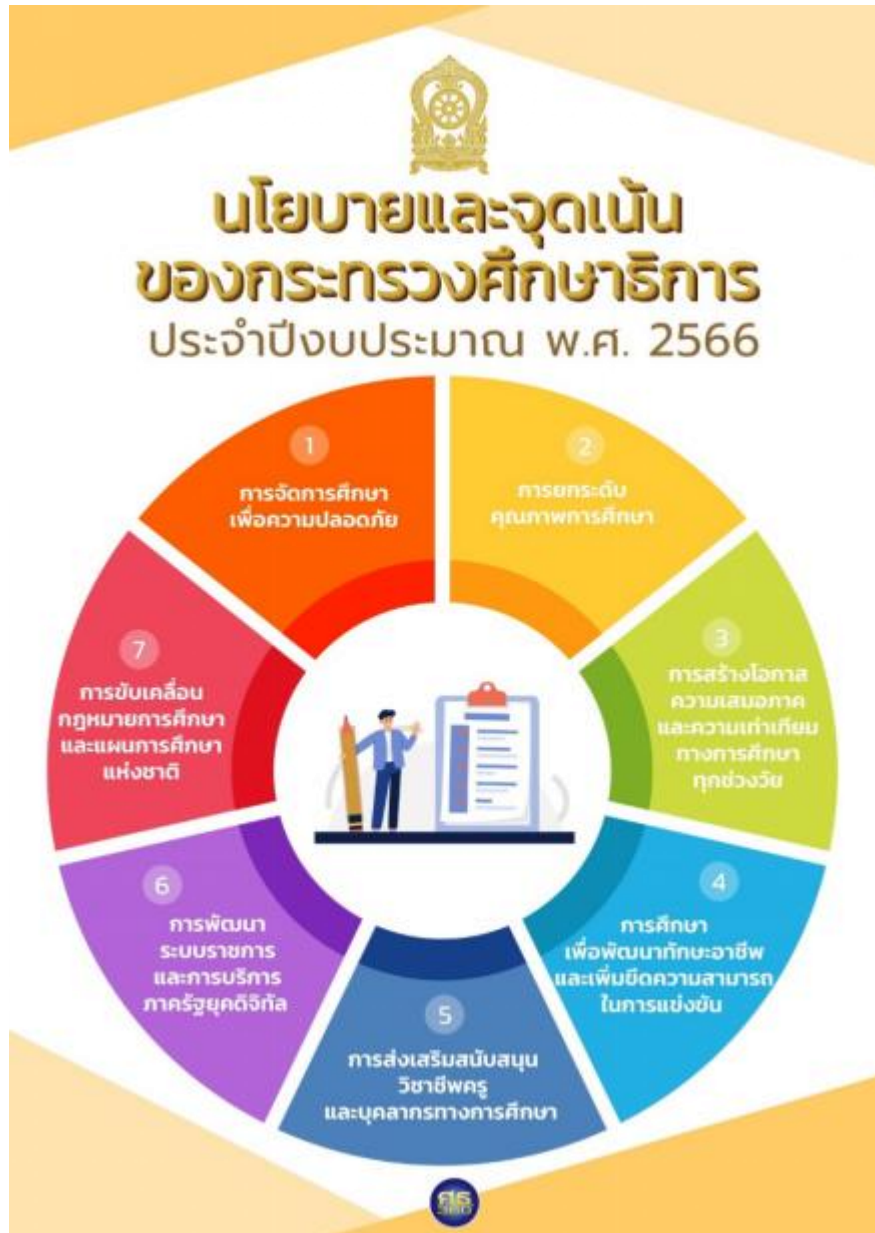 นโยบายและจุดเน้น
ของกระทรวงศึกษาธิการ
ประจำปีงบประมาณ พ.ศ. 2566
1
การจัดการศึกษา
เพื่อความปลอดภัย
2
การยกระดับ
คุณภาพการศึกษา
3
การสร้างโอกาส
ความเสมอภาค
และความเท่าเทียม
ทางการศึกษา
ทุกช่วงวัย
4
การศึกษา
เพื่อพัฒนาทักษะอาชีพ
และเพิ่มขีดความสามารถ
ในการแข่งขัน
5
การส่งเสริมสนับสนุน
วิชาชีพครู
และบุคลากรทางการศึกษา
6
การพัฒนา
ระบบราชการ
และการบริการ
ภาครัฐยุคดิจิทัล
7
การขับเคลื่อน
กฎหมายการศึกษา
และแผนการศึกษา
แห่งชาติ
ศธ
360